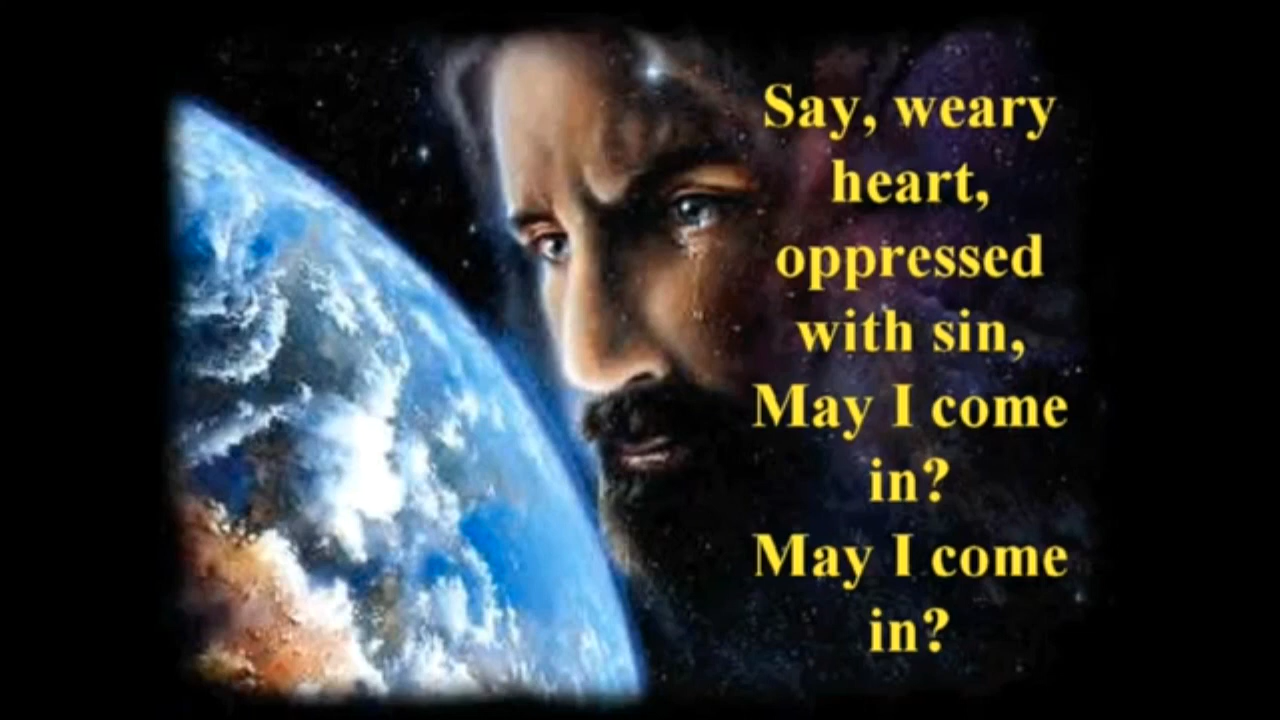 Say, weary
heart,
oppressed
with sin,
May I come
in?
May I come
in?